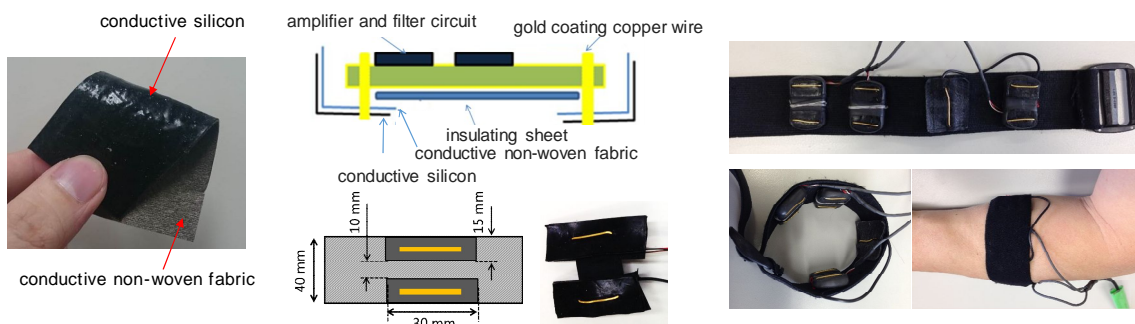 conductive silicon
conductive non-woven fabric
amplifier and filter circuit
gold coating copper wire
insulating sheet
conductive non-woven fabric
conductive silicon
10 mm
15 mm
40 mm
30 mm